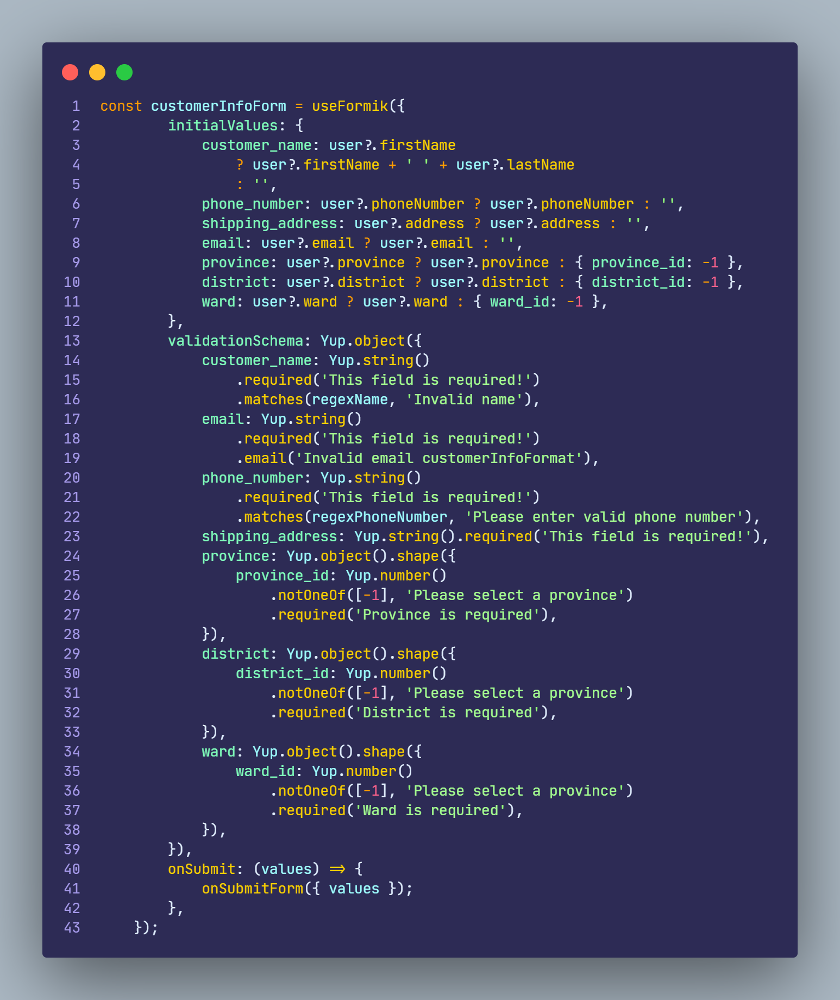 1 const customerInfoForm = useFormik({
2         initialValues: {
3             customer_name: user?.firstName
4                 ? user?.firstName + ' ' + user?.lastName
5                 : '',
6             phone_number: user?.phoneNumber ? user?.phoneNumber : '',
7             shipping_address: user?.address ? user?.address : '',
8             email: user?.email ? user?.email : '',
9             province: user?.province ? user?.province : { province_id: -1 },
10             district: user?.district ? user?.district : { district_id: -1 },
11             ward: user?.ward ? user?.ward : { ward_id: -1 },
12         },
13         validationSchema: Yup.object({
14             customer_name: Yup.string()
15                 .required('This field is required!')
16                 .matches(regexName, 'Invalid name'),
17             email: Yup.string()
18                 .required('This field is required!')
19                 .email('Invalid email customerInfoFormat'),
20             phone_number: Yup.string()
21                 .required('This field is required!')
22                 .matches(regexPhoneNumber, 'Please enter valid phone number'),
23             shipping_address: Yup.string().required('This field is required!'),
24             province: Yup.object().shape({
25                 province_id: Yup.number()
26                     .notOneOf([-1], 'Please select a province')
27                     .required('Province is required'),
28             }),
29             district: Yup.object().shape({
30                 district_id: Yup.number()
31                     .notOneOf([-1], 'Please select a province')
32                     .required('District is required'),
33             }),
34             ward: Yup.object().shape({
35                 ward_id: Yup.number()
36                     .notOneOf([-1], 'Please select a province')
37                     .required('Ward is required'),
38             }),
39         }),
40         onSubmit: (values) => {
41             onSubmitForm({ values });
42         },
43     });